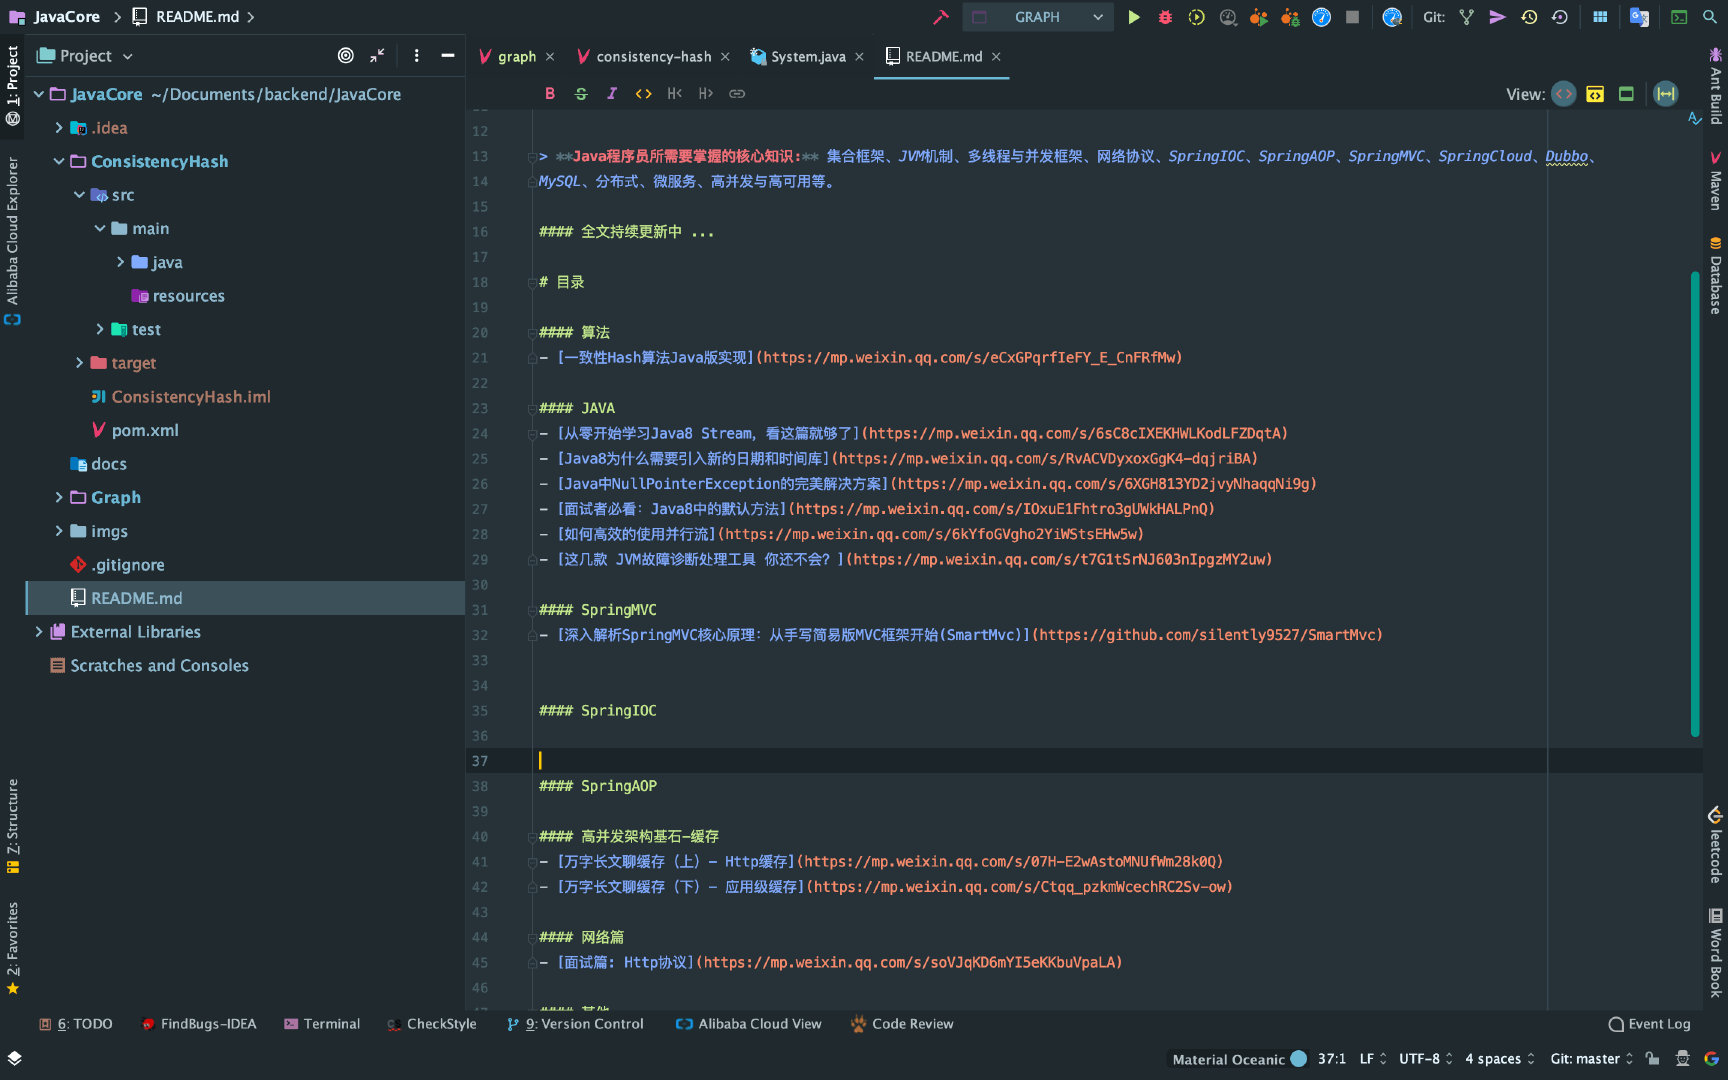 JavaCore
README.md
GRAPH
Git:
1: Project
Alibaba Cloud Explorer
7: Structure
2: Favorites
Project
JavaCore ~/Documents/backend/JavaCore
.idea
ConsistencyHash
src
main
java
resources
test
target
ConsistencyHash.iml
pom.xml
docs
Graph
imgs
.gitignore
README.md
External Libraries
Scratches and Consoles
graph
consistency-hash
System.java
README.md
B S I <> H< H>
View:
12
13 > **Java程序员所需要掌握的核心知识:** 集合框架、JVM机制、多线程与并发框架、网络协议、SpringIOC、SpringAOP、SpringMVC、SpringCloud、Dubbo、
14 MySQL、分布式、微服务、高并发与高可用等。
15
16 #### 全文持续更新中 ...
17
18 # 目录
19
20 #### 算法
21 - [一致性Hash算法Java版实现](https://mp.weixin.qq.com/s/eCxGPqrfIeFY_E_CnFRfMw)
22
23 #### JAVA
24 - [从零开始学习Java8 Stream，看这篇就够了](https://mp.weixin.qq.com/s/6sC8cIXEKHWLKodLFZDqtA)
25 - [Java8为什么需要引入新的日期和时间库](https://mp.weixin.qq.com/s/RvACVDyxoxGgK4-dqjriBA)
26 - [Java中NullPointerException的完美解决方案](https://mp.weixin.qq.com/s/6XGH813YD2jvyNhaqqNi9g)
27 - [面试者必看：Java8中的默认方法](https://mp.weixin.qq.com/s/IOxuE1Fhtro3gUWkHALPnQ)
28 - [如何高效的使用并行流](https://mp.weixin.qq.com/s/6kYfoGVgho2YiWStsEHw5w)
29 - [这几款 JVM故障诊断处理工具 你还不会？](https://mp.weixin.qq.com/s/t7G1tSrNJ603nIpgzMY2uw)
30
31 #### SpringMVC
32 - [深入解析SpringMVC核心原理：从手写简易版MVC框架开始(SmartMvc)](https://github.com/silently9527/SmartMvc)
33
34
35 #### SpringIOC
36
37
38 #### SpringAOP
39
40 #### 高并发架构基石-缓存
41 - [万字长文聊缓存（上）- Http缓存](https://mp.weixin.qq.com/s/07H-E2wAstoMNUfWm28k0Q)
42 - [万字长文聊缓存（下）- 应用级缓存](https://mp.weixin.qq.com/s/Ctqq_pzkmWcechRC2Sv-ow)
43
44 #### 网络篇
45 - [面试篇: Http协议](https://mp.weixin.qq.com/s/soVJqKD6mYI5eKKbuVpaLA)
46
Ant Build
Maven
Database
leetcode
Word Book
6: TODO
FindBugs-IDEA
Terminal
CheckStyle
9: Version Control
Alibaba Cloud View
Code Review
Event Log
Material Oceanic 37:1 LF UTF-8 4 spaces Git: master